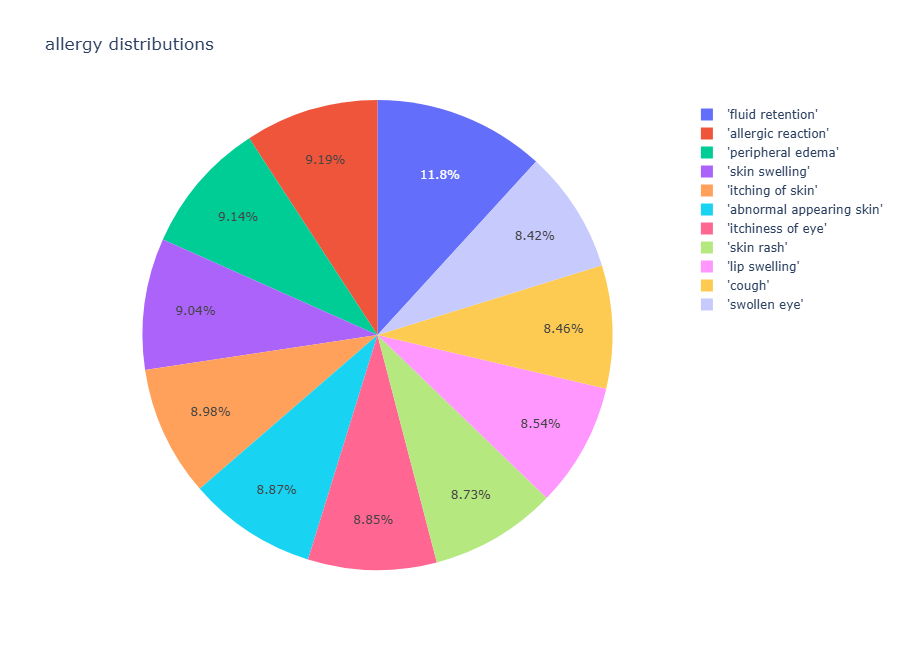 allergy distributions
11.8%
9.19%
9.14%
9.04%
8.98%
8.87%
8.85%
8.73%
8.54%
8.46%
8.42%
'fluid retention'
'allergic reaction'
'peripheral edema'
'skin swelling'
'itching of skin'
'abnormal appearing skin'
'itchiness of eye'
'skin rash'
'lip swelling'
'cough'
'swollen eye'